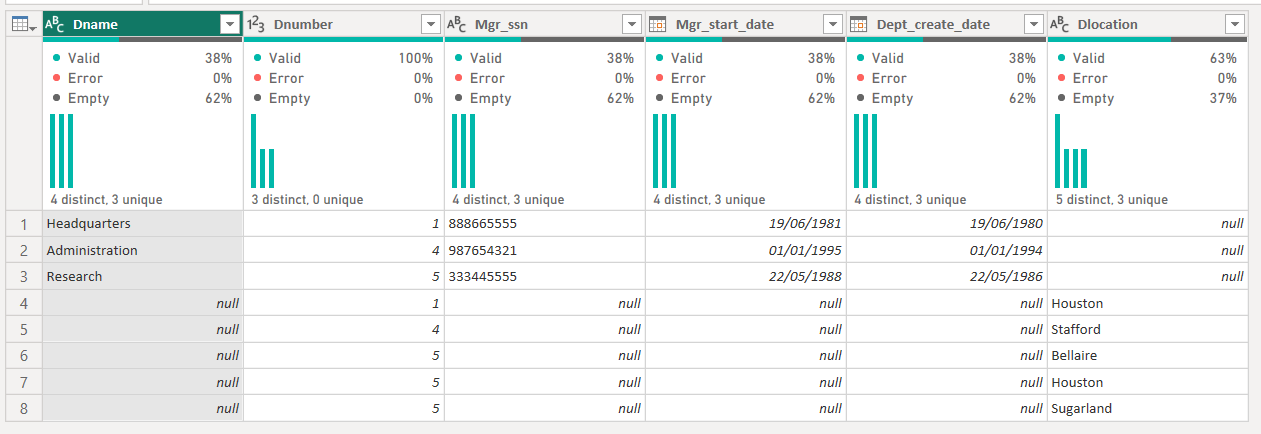 ABC Dname 123 Dnumber ABC Mgr_ssn Mgr_start_date Dept_create_date ABC Dlocation
Valid 38% Valid 100% Valid 38% Valid 38% Valid 38% Valid 63%
Error 0% Error 0% Error 0% Error 0% Error 0% Error 0%
Empty 62% Empty 0% Empty 62% Empty 62% Empty 62% Empty 37%
4 distinct, 3 unique 3 distinct, 0 unique 4 distinct, 3 unique 4 distinct, 3 unique 4 distinct, 3 unique 5 distinct, 3 unique
1 Headquarters 1 888665555 19/06/1981 19/06/1980 null
2 Administration 4 987654321 01/01/1995 01/01/1994 null
3 Research 5 333445555 22/05/1988 22/05/1986 null
4 null 1 null null null Houston
5 null 4 null null null Stafford
6 null 5 null null null Bellaire
7 null 5 null null null Houston
8 null 5 null null null Sugarland